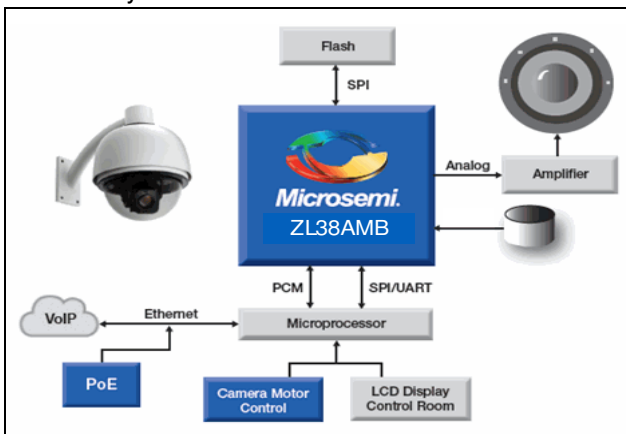 Flash
SPI
Microsemi.
ZL38AMB
Analog
Amplifier
PCM
SPI/UART
VoIP
Ethernet
Microprocessor
PoE
Camera Motor
Control
LCD Display
Control Room